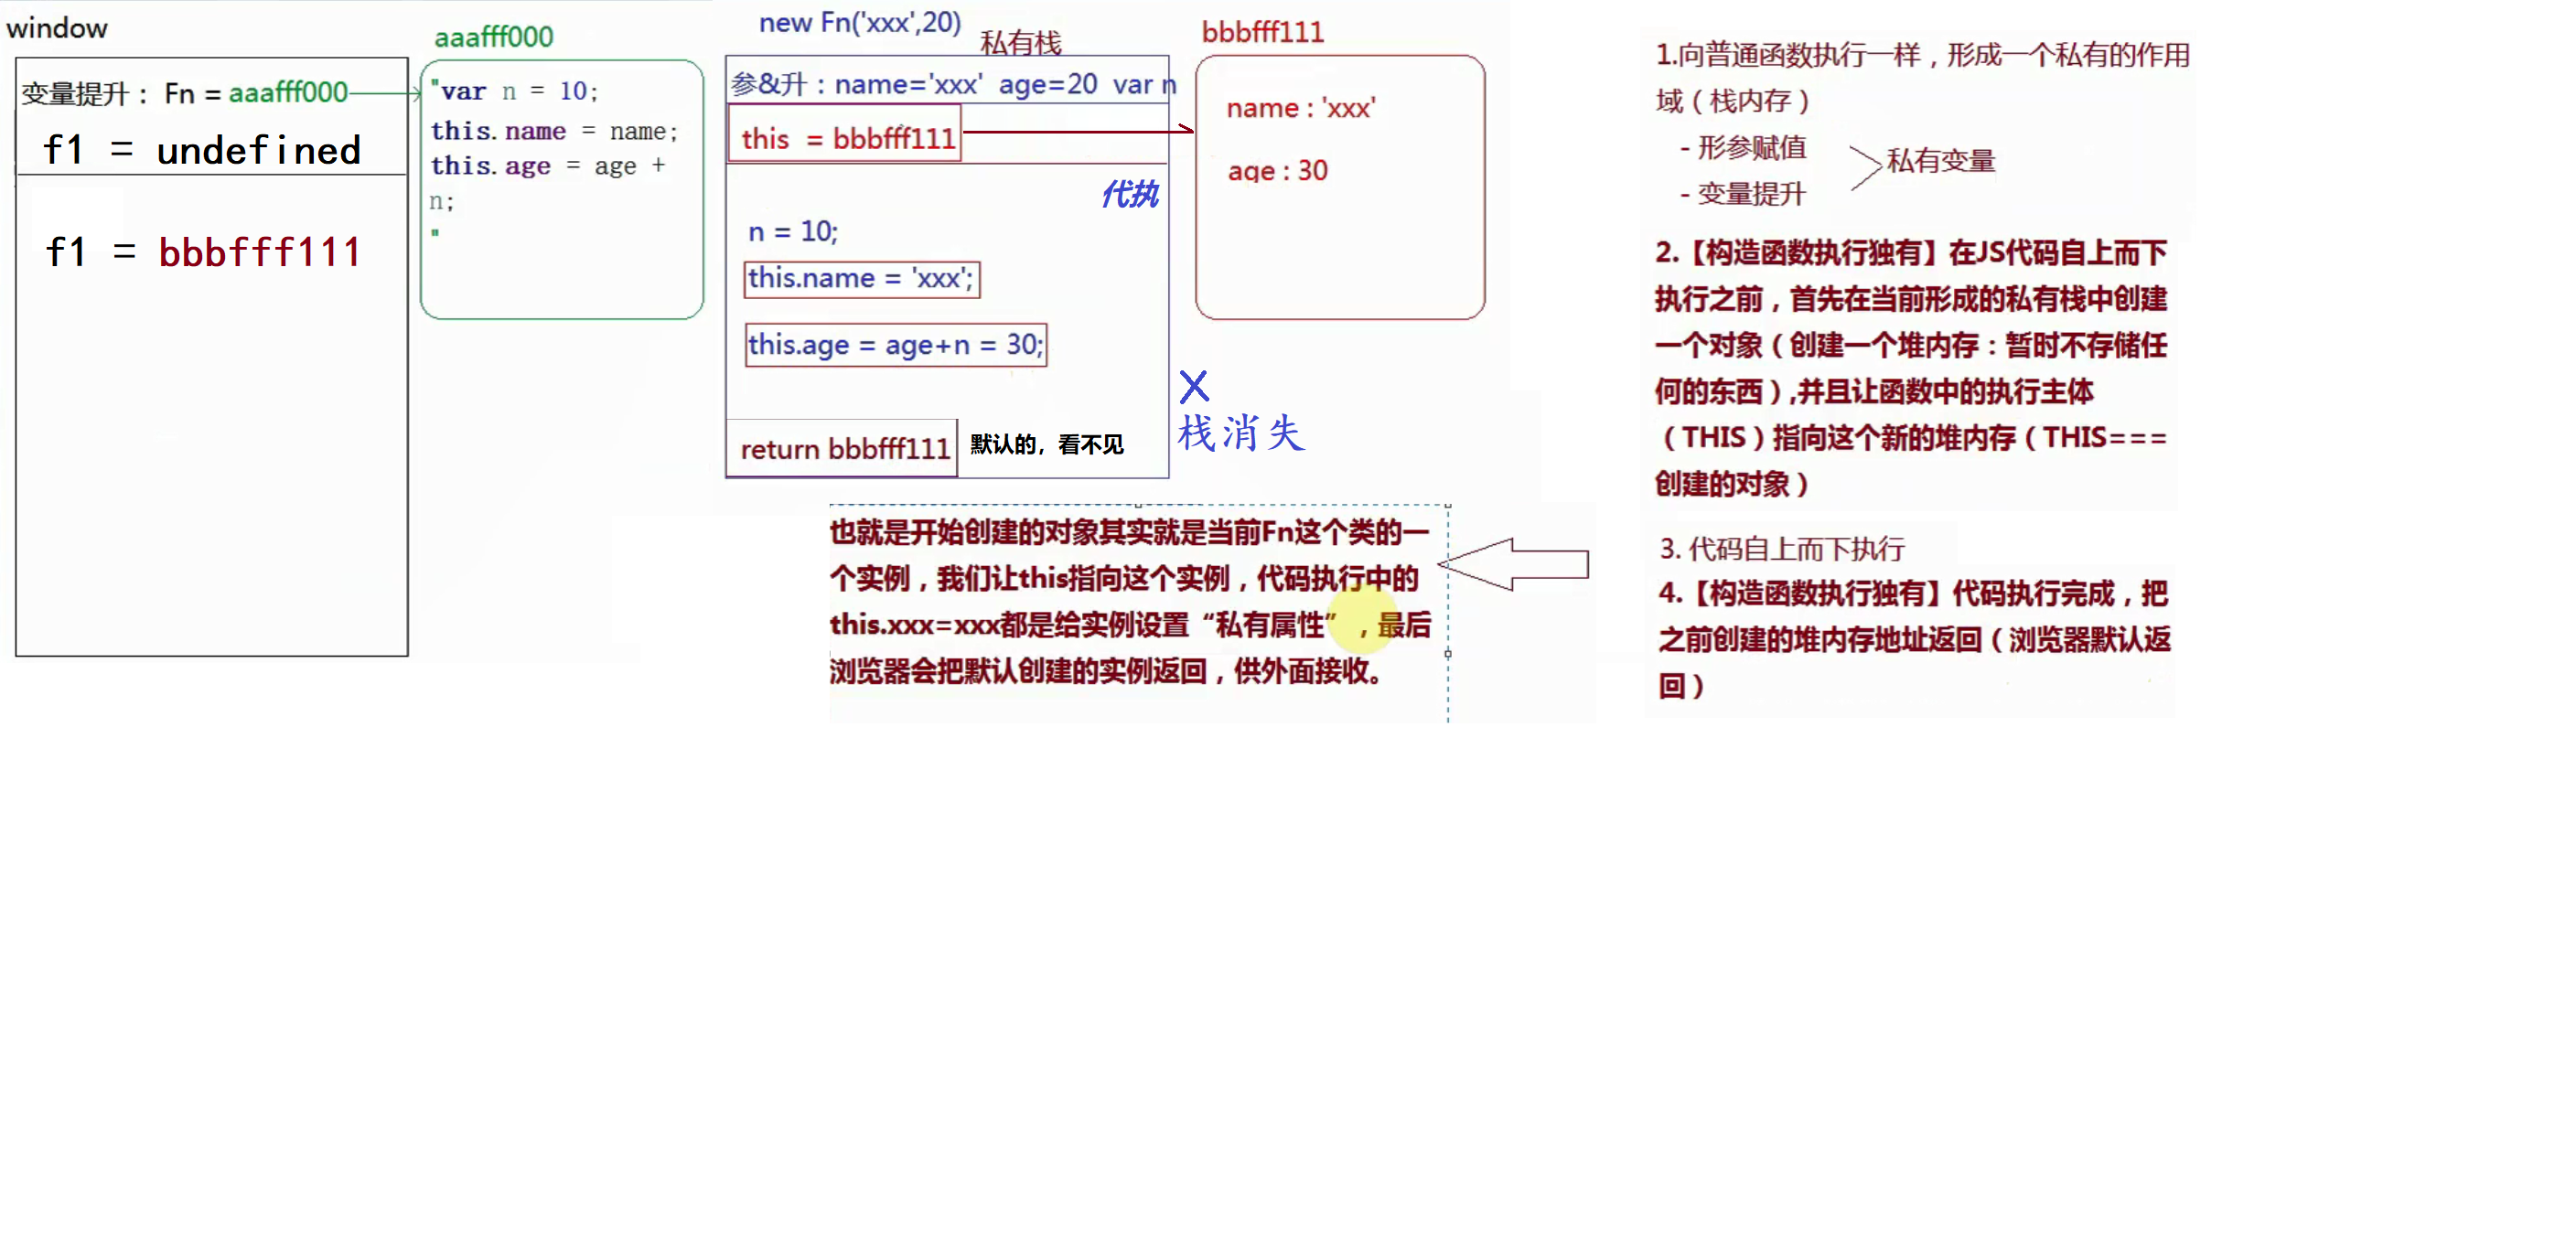 window
变量提升： Fn = aaafff000
f1 = undefined
f1 = bbbfff111
aaafff000
"var n = 10;
this.name = name;
this.age = age +
n;
"
new Fn('xxx',20)
私有栈
参&升：name='xxx' age=20 var n
this = bbbfff111
代执
n = 10;
this.name = 'xxx';
this.age = age+n = 30;
return bbbfff111
默认的，看不见
X
栈消失
bbbfff111
name : 'xxx'
age : 30
也就是开始创建的对象其实就是当前Fn这个类的一
个实例，我们让this指向这个实例，代码执行中的
this.xxx=xxx都是给实例设置“私有属性”，最后
浏览器会把默认创建的实例返回，供外面接收。
1.向普通函数执行一样，形成一个私有的作用
域（栈内存）
- 形参赋值
- 变量提升
私有变量
2.【构造函数执行独有】在JS代码自上而下
执行之前，首先在当前形成的私有栈中创建
一个对象（创建一个堆内存：暂时不存储任
何的东西）,并且让函数中的执行主体
（THIS）指向这个新的堆内存（THIS===
创建的对象）
3. 代码自上而下执行
4.【构造函数执行独有】代码执行完成，把
之前创建的堆内存地址返回（浏览器默认返
回）